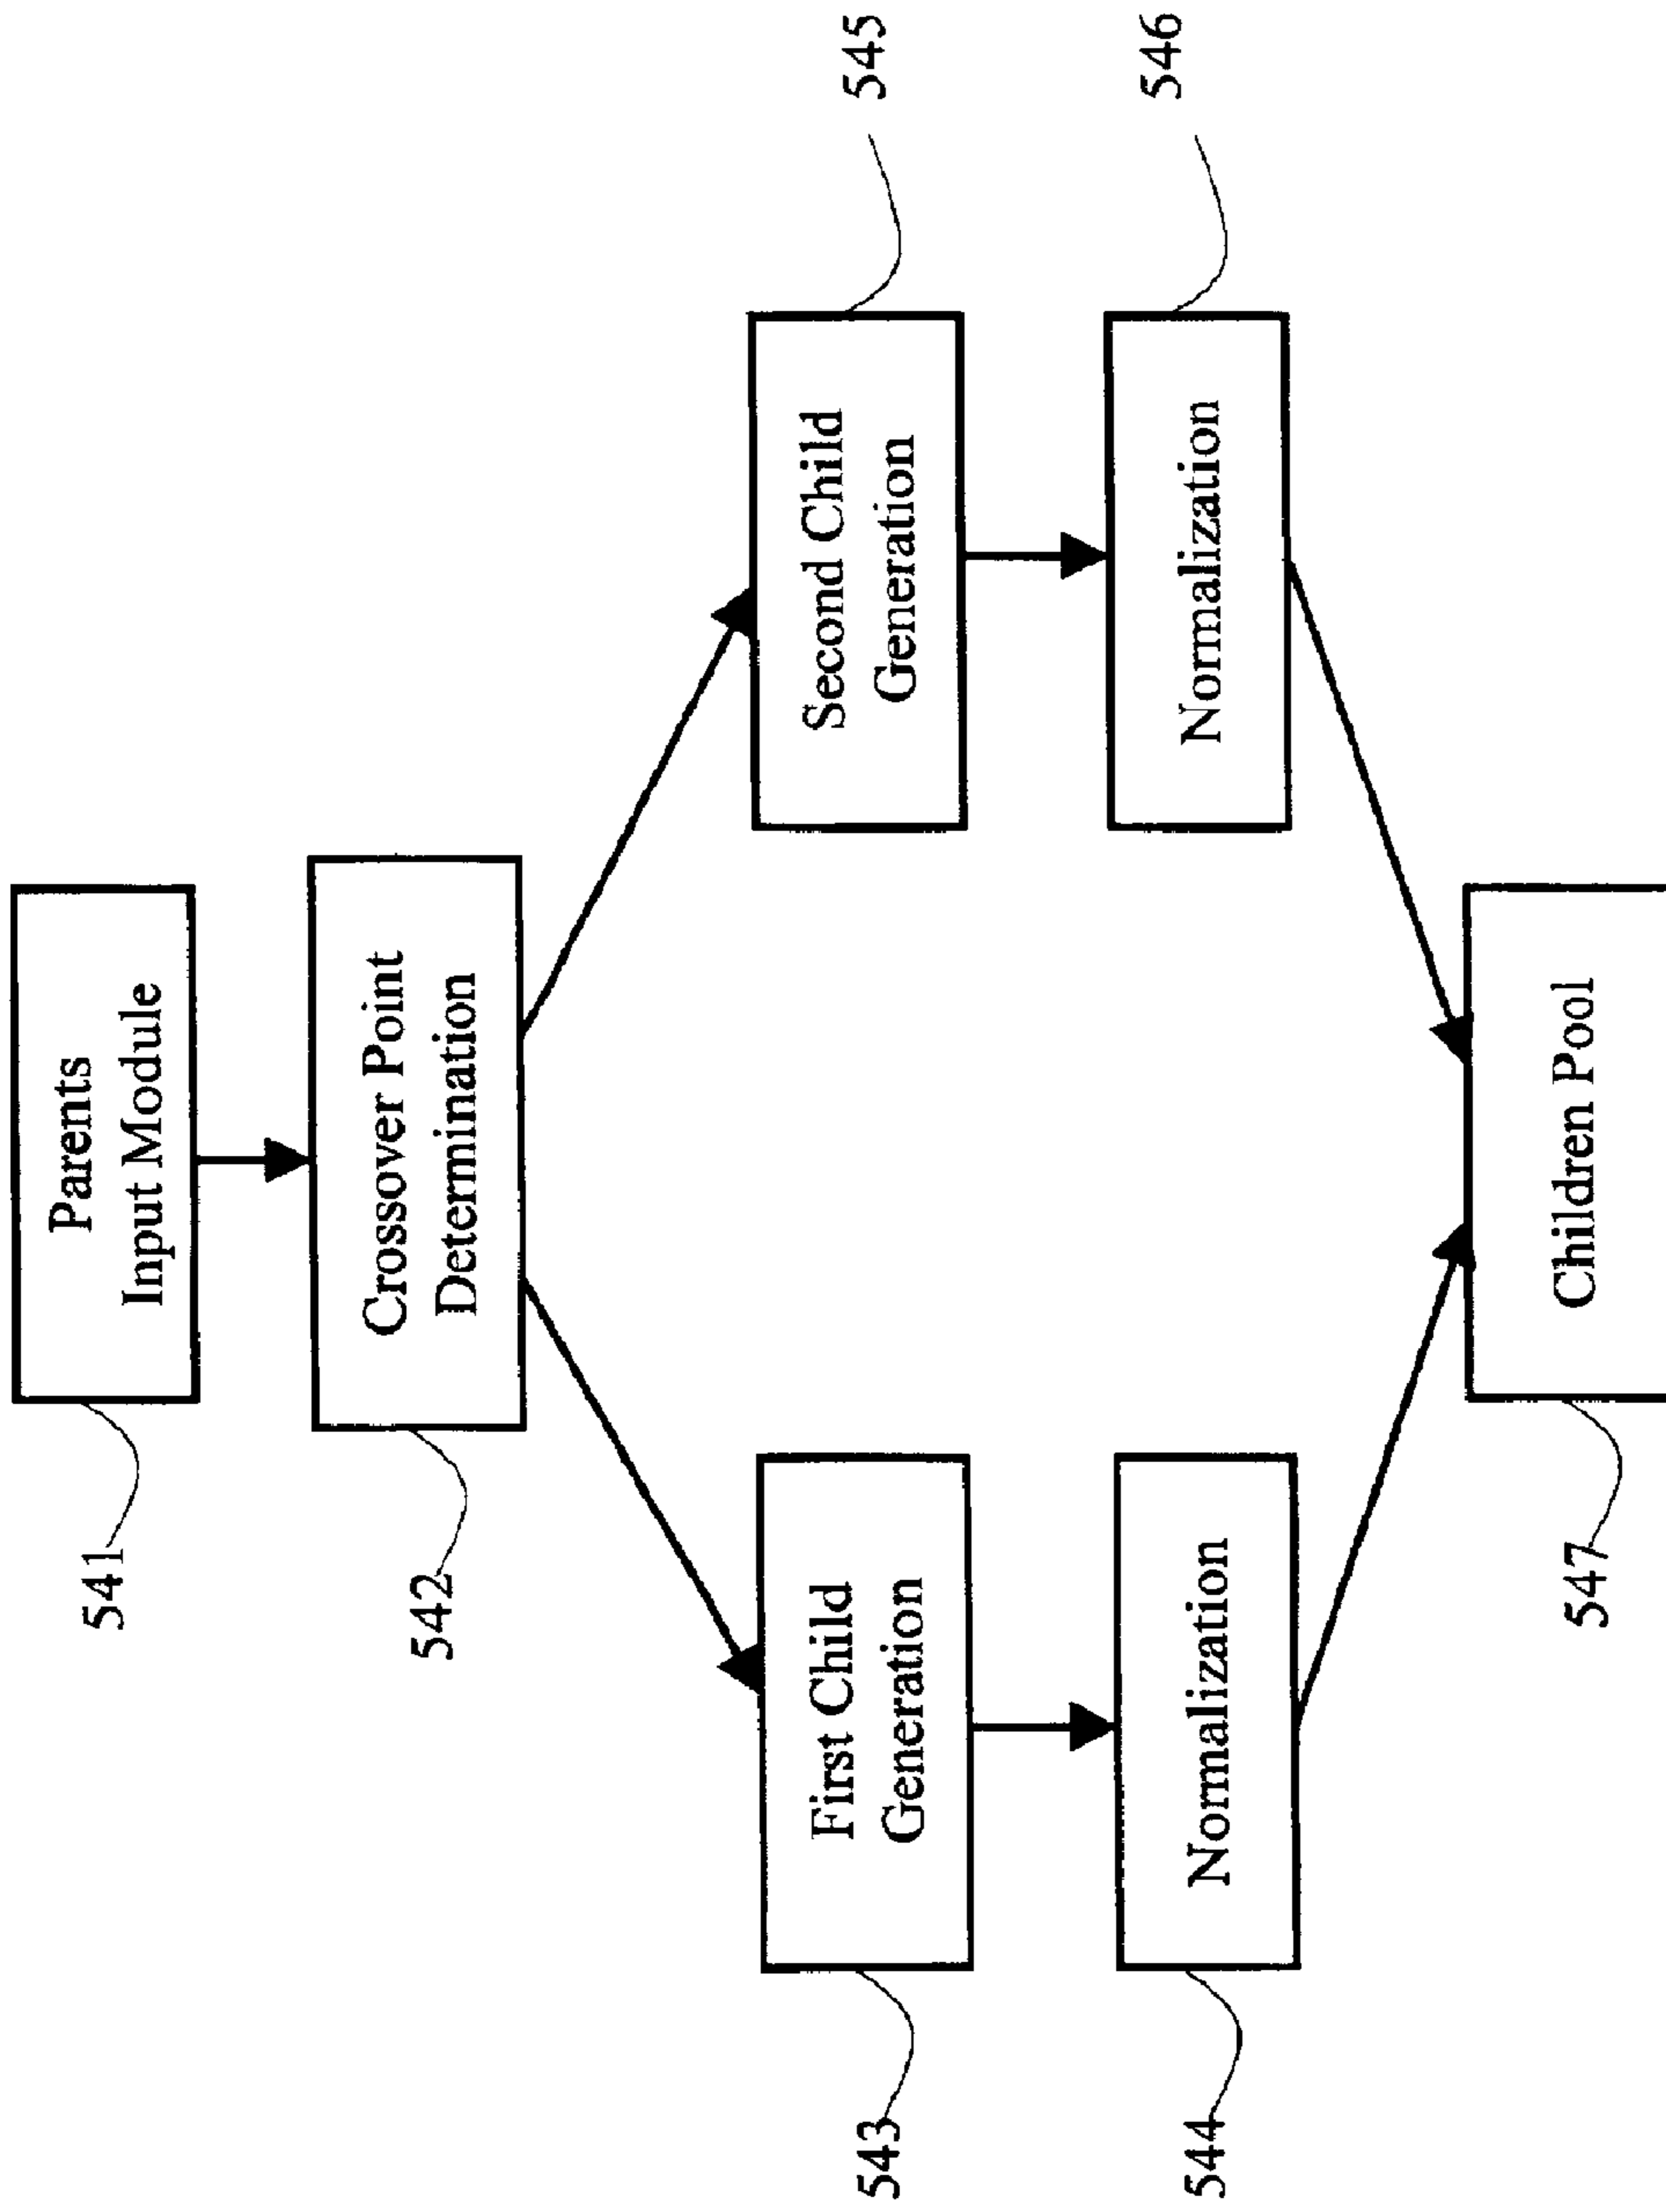 Parents
Input Module
541
Crossover Point
Determination
542
First Child
Generation
543
Second Child
Generation
545
Normalization
544
Normalization
546
Children Pool
547